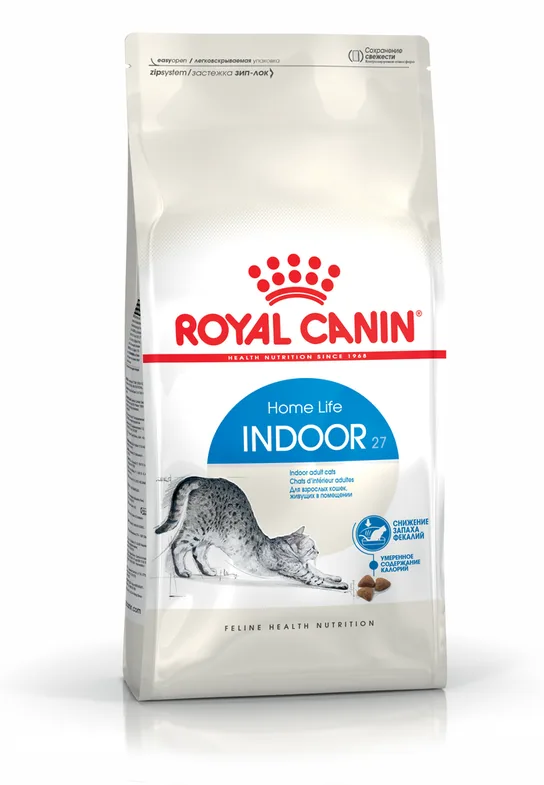 easyopen / легковскрываемая упаковка
zipsystem / застежка ЗИП-ЛОК
Сохранение
свежести
ROYAL CANIN®
HEALTH NUTRITION SINCE 1968
Home Life
INDOOR 27
Indoor adult cats
Chats d'intérieur adultes
Для взрослых кошек,
живущих в помещении
СНИЖЕНИЕ
ЗАПАХА
ФЕКАЛИЙ
УМЕРЕННОЕ
СОДЕРЖАНИЕ
КАЛОРИЙ
FELINE HEALTH NUTRITION